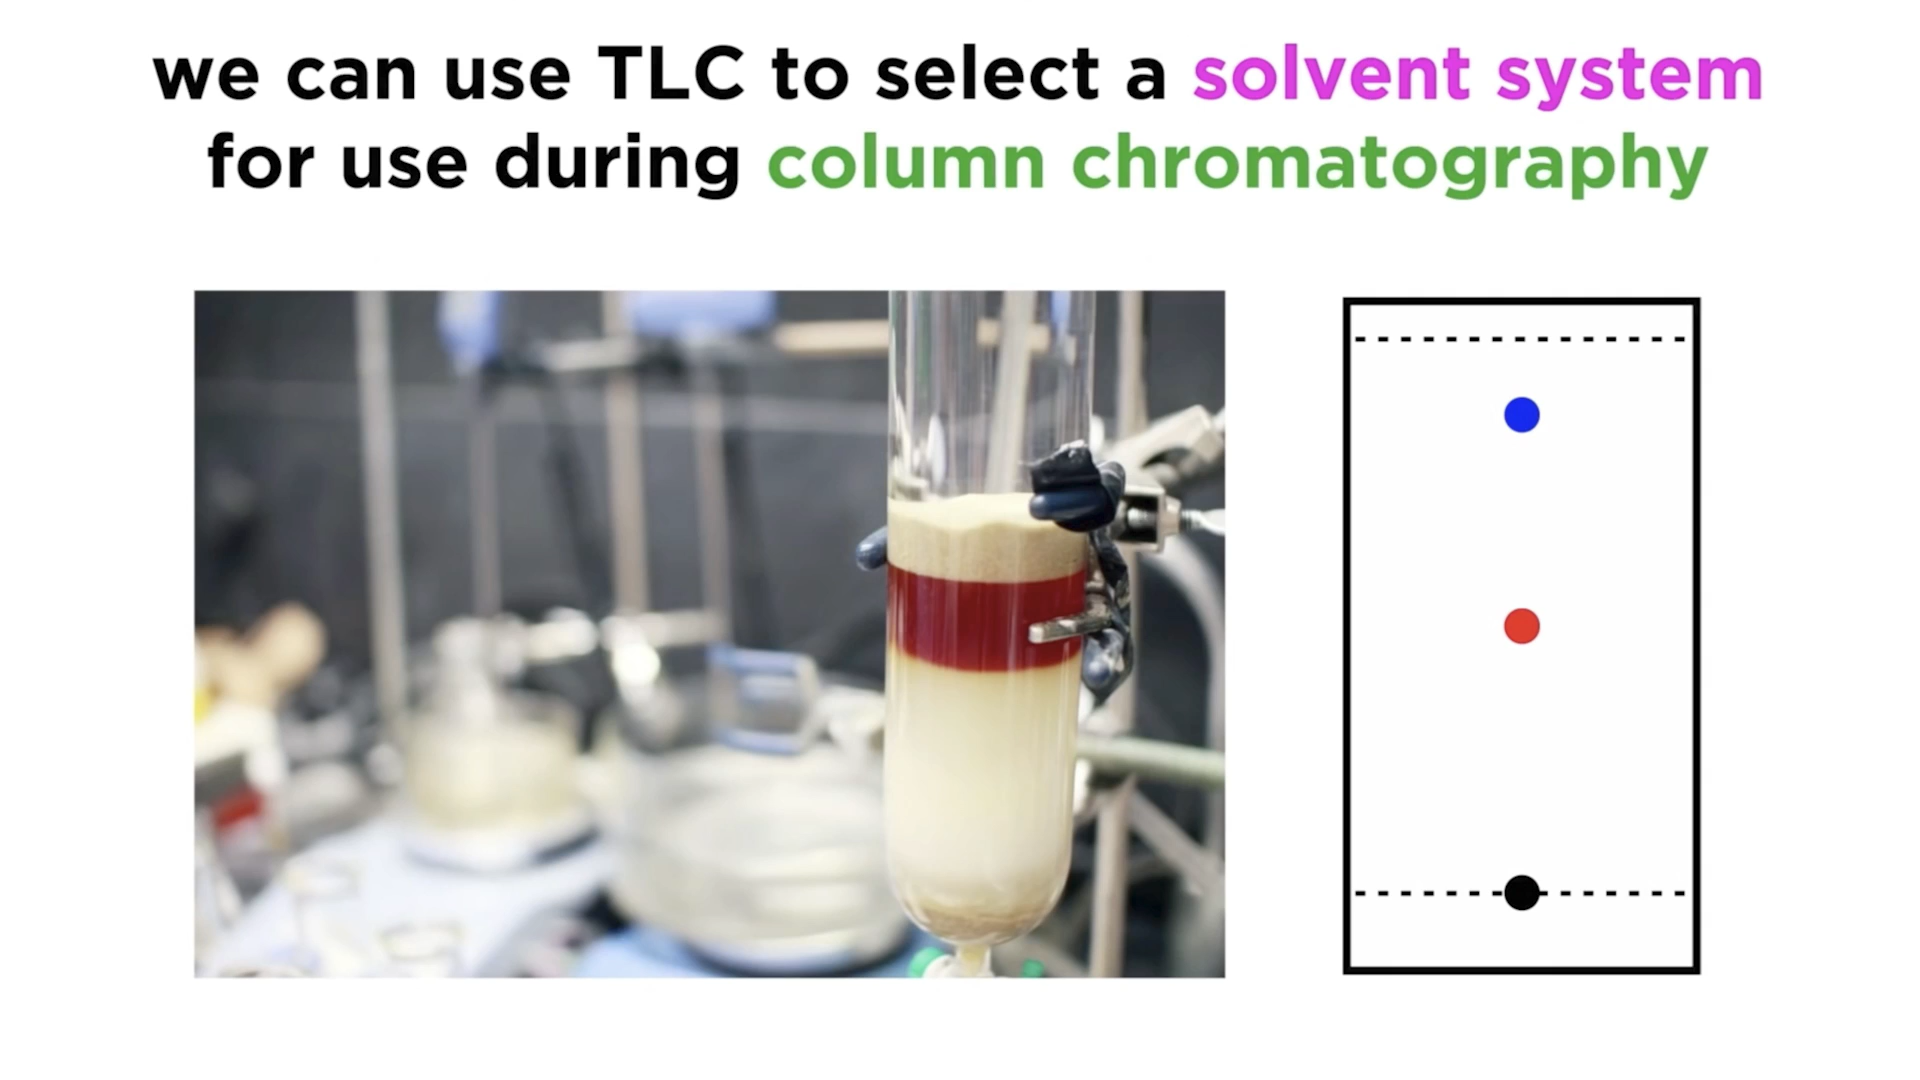 we can use TLC to select a solvent system
for use during column chromatography